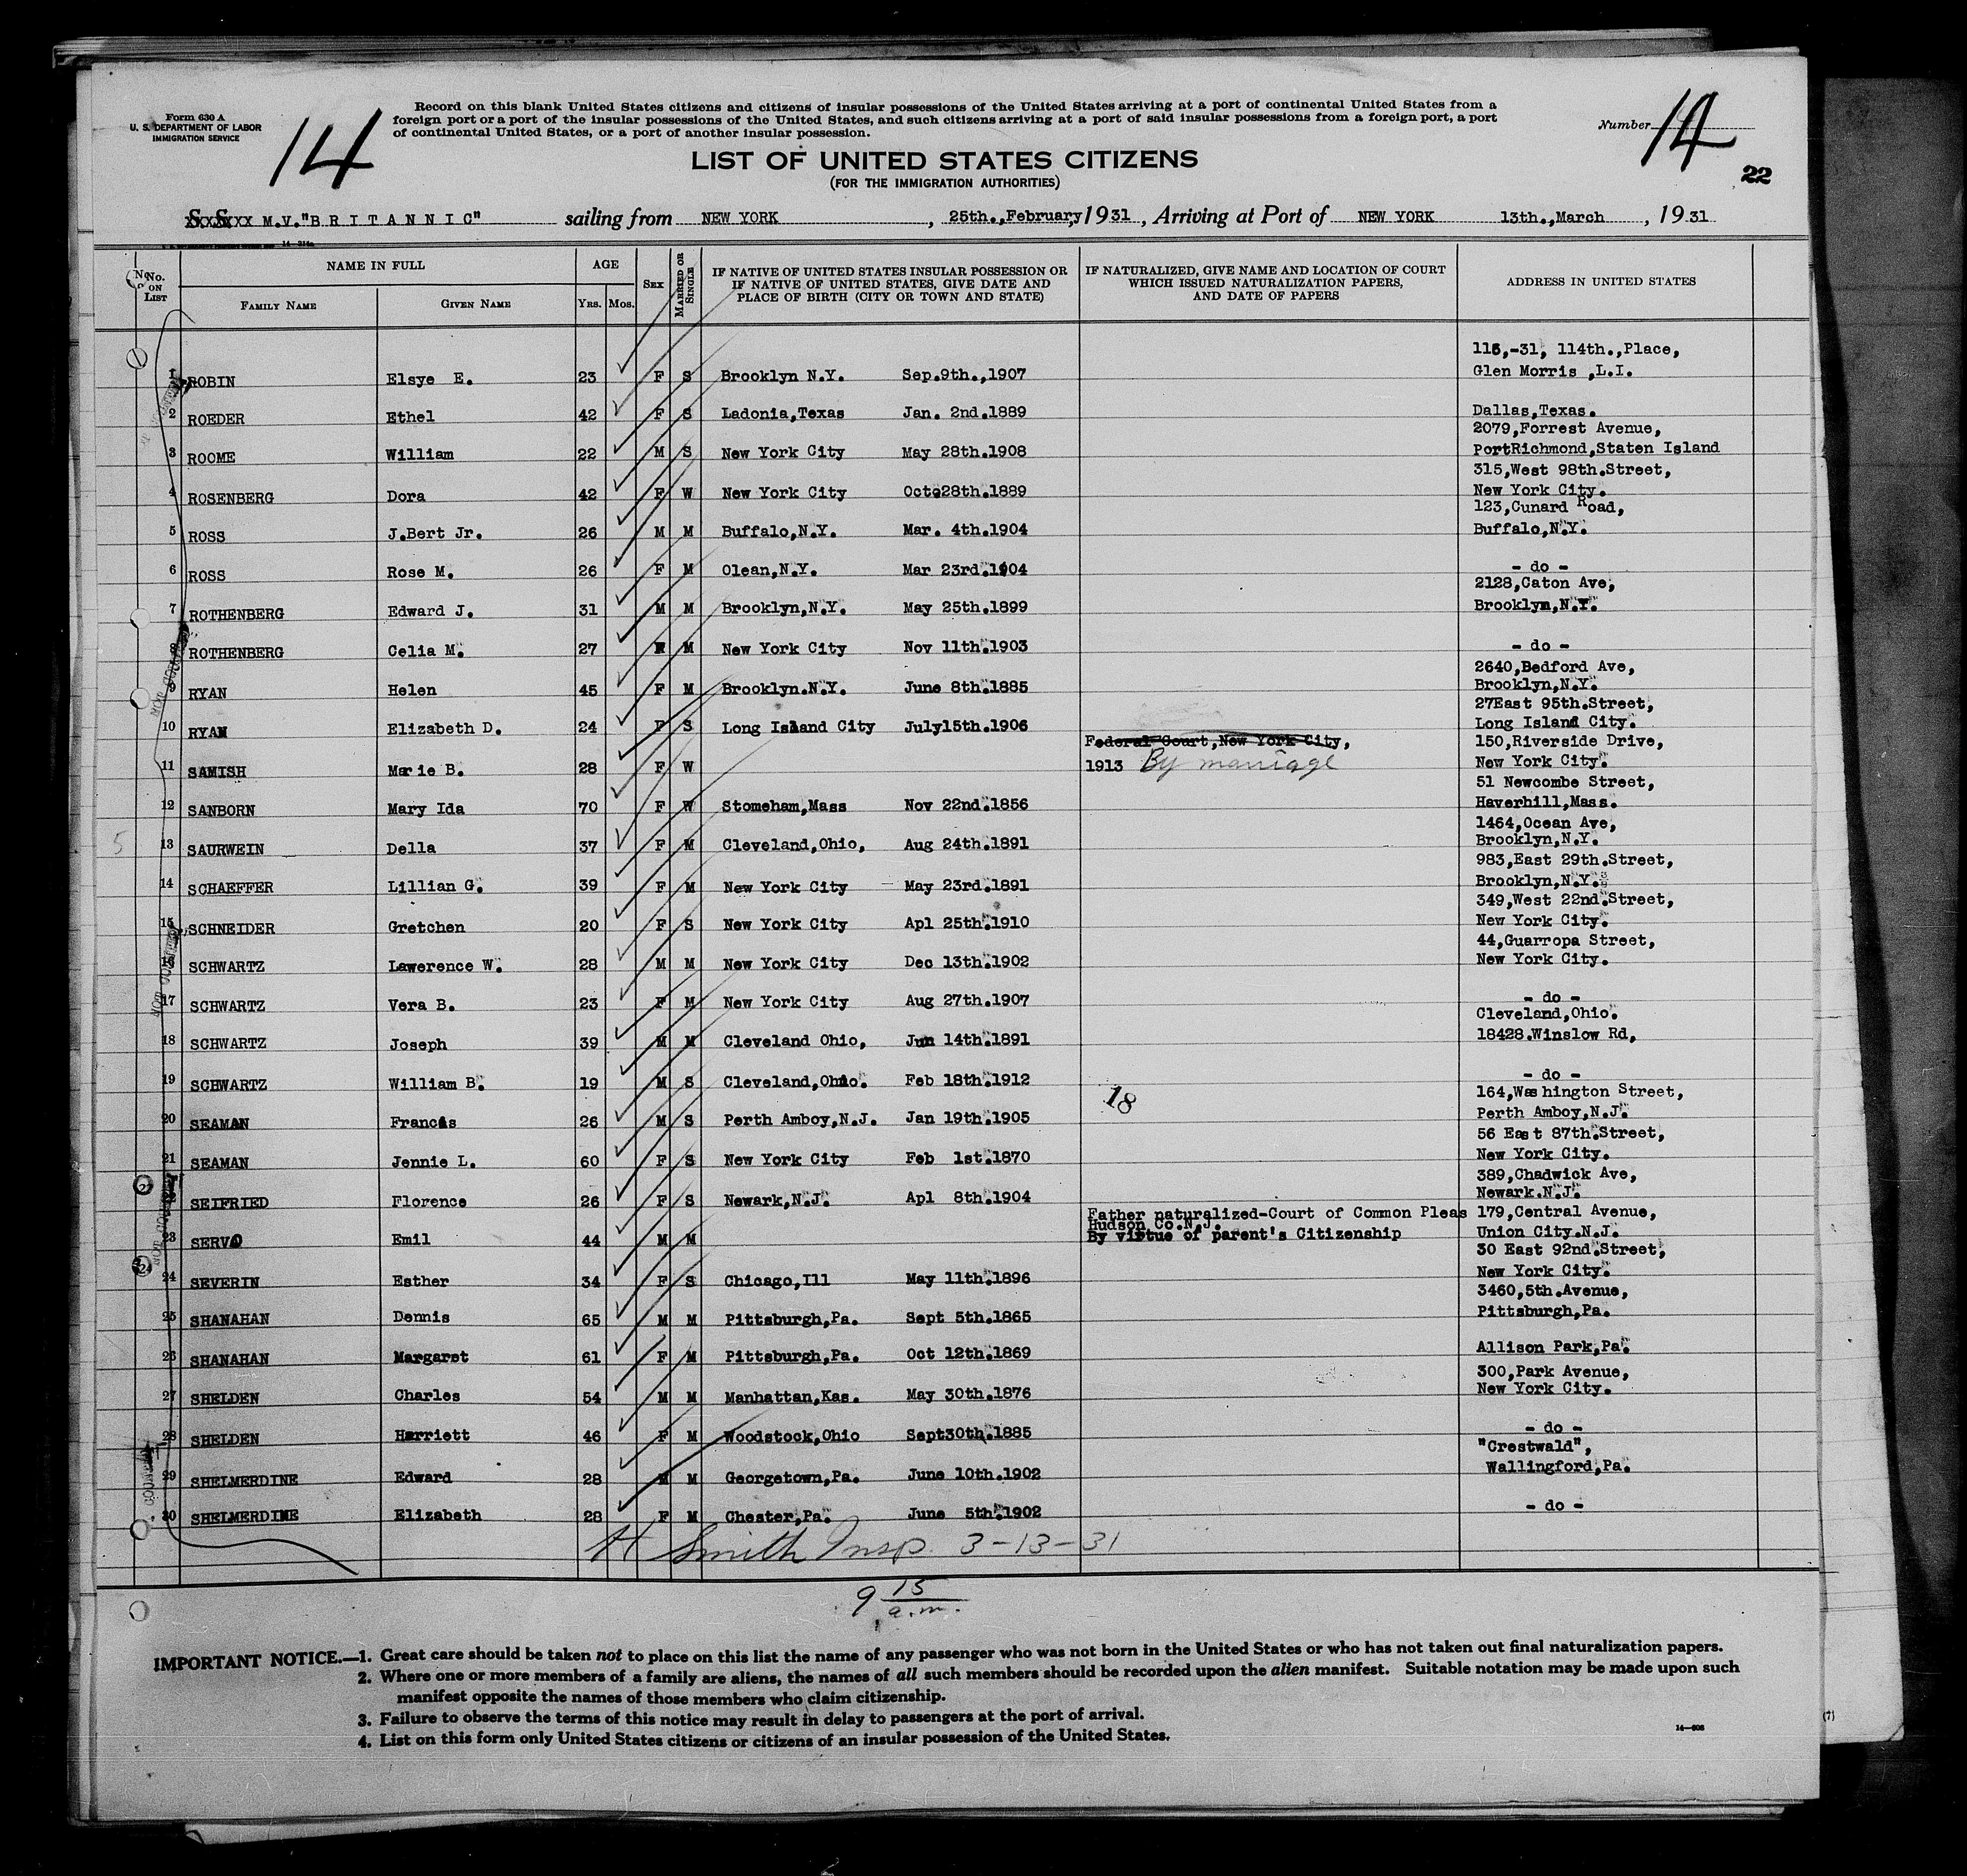 Form 630 A
U. S. DEPARTMENT OF LABOR
IMMIGRATION SERVICE
14
Record on this blank United States citizens and citizens of insular possessions of the United States arriving at a port of continental United States from a
foreign port or a port of the insular possessions of the United States, and such citizens arriving at a port of said insular possessions from a foreign port, a port
of continental United States, or a port of another insular possession.
Number 14
22
LIST OF UNITED STATES CITIZENS
(FOR THE IMMIGRATION AUTHORITIES)
S. S. M.V."BRITANNIC" sailing from NEW YORK, 25th.,February, 1931, Arriving at Port of NEW YORK 13th.,March, 1931
No. ON LIST
NAME IN FULL
FAMILY NAME GIVEN NAME
AGE
YRS. MOS.
SEX
MARRIED OR SINGLE
IF NATIVE OF UNITED STATES INSULAR POSSESSION OR
IF NATIVE OF UNITED STATES, GIVE DATE AND
PLACE OF BIRTH (CITY OR TOWN AND STATE)
IF NATURALIZED, GIVE NAME AND LOCATION OF COURT
WHICH ISSUED NATURALIZATION PAPERS,
AND DATE OF PAPERS
ADDRESS IN UNITED STATES
115,-31, 114th.,Place,
1 ROBIN Elsye E. 23 F S Brooklyn N.Y. Sep.9th.,1907 Glen Morris ,L.I.
2 ROEDER Ethel 42 F S Ladonia,Texas Jan. 2nd.1889 Dallas,Texas.
2079,Forrest Avenue,
3 ROOME William 22 M S New York City May 28th.1908 PortRichmond,Staten Island
315,West 98th.Street,
4 ROSENBERG Dora 42 F W New York City Oct.28th.1889 New York City.
123,Cunard Road,
5 ROSS J.Bert Jr. 26 M M Buffalo,N.Y. Mar. 4th.1904 Buffalo,N.Y.
6 ROSS Rose M. 26 F M Olean,N.Y. Mar 23rd.1904 - do -
2128,Caton Ave,
7 ROTHENBERG Edward J. 31 M M Brooklyn,N.Y. May 25th.1899 Brooklyn,N.Y.
8 ROTHENBERG Celia M. 27 F M New York City Nov 11th.1903 - do -
2640,Bedford Ave,
9 RYAN Helen 45 F M Brooklyn.N.Y. June 8th.1885 Brooklyn,N.Y.
27East 95th.Street,
10 RYAN Elizabeth D. 24 F S Long Island City July15th.1906 Long Island City.
Federal Court,New York City, 150,Riverside Drive,
11 SAMISH Marie B. 28 F W 1913 By marriage New York City.
51 Newcombe Street,
12 SANBORN Mary Ida 70 F W Stomeham,Mass Nov 22nd.1856 Haverhill,Mass.
1464,Ocean Ave,
5
13 SAURWEIN Della 37 F M Cleveland,Ohio, Aug 24th.1891 Brooklyn,N.Y.
983,East 29th.Street,
14 SCHAEFFER Lillian G. 39 F M New York City May 23rd.1891 Brooklyn,N.Y.
349,West 22nd.Street,
15 SCHNEIDER Gretchen 20 F S New York City Apl 25th.1910 New York City.
44,Guarropa Street,
16 SCHWARTZ Lawerence W. 28 M M New York City Dec 13th.1902 New York City.
17 SCHWARTZ Vera B. 23 F M New York City Aug 27th.1907 - do -
Cleveland,Ohio.
18 SCHWARTZ Joseph 39 M M Cleveland Ohio, Jun 14th.1891 18428.Winslow Rd,
19 SCHWARTZ William B. 19 M S Cleveland,Ohio. Feb 18th.1912 - do -
18 164,Washington Street,
20 SEAMAN Francis 26 M S Perth Amboy,N.J. Jan 19th.1905 Perth Amboy,N.J.
56 East 87th.Street,
21 SEAMAN Jennie L. 60 F S New York City Feb 1st.1870 New York City.
389,Chadwick Ave,
22 SEIFRIED Florence 26 F S Newark,N.J. Apl 8th.1904 Newark.N.J.
Father naturalized-Court of Common Pleas 179,Central Avenue,
Hudson Co.N.J.
23 SERVO Emil 44 M M By virtue of parent's Citizenship Union City.N.J.
30 East 92nd.Street,
24 SEVERIN Esther 34 F S Chicago,Ill May 11th.1896 New York City.
3460,5th.Avenue,
25 SHANAHAN Dennis 65 M M Pittsburgh,Pa. Sept 5th.1865 Pittsburgh,Pa.
26 SHANAHAN Margaret 61 F M Pittsburgh,Pa. Oct 12th.1869 Allison Park,Pa.
300,Park Avenue,
27 SHELDEN Charles 54 M M Manhattan,Kas. May 30th.1876 New York City.
28 SHELDEN Harriett 46 F M Woodstock,Ohio Sept30th.1885 - do -
"Crestwald",
29 SHELMERDINE Edward 28 M M Georgetown,Pa. June 10th.1902 Wallingford,Pa.
30 SHELMERDINE Elizabeth 28 F M Chester,Pa. June 5th.1902 - do -
H Smith Insp. 3-13-31
9 15 a.m.
IMPORTANT NOTICE.—1. Great care should be taken not to place on this list the name of any passenger who was not born in the United States or who has not taken out final naturalization papers.
2. Where one or more members of a family are aliens, the names of all such members should be recorded upon the alien manifest. Suitable notation may be made upon such
manifest opposite the names of those members who claim citizenship.
3. Failure to observe the terms of this notice may result in delay to passengers at the port of arrival.
4. List on this form only United States citizens or citizens of an insular possession of the United States.
14—606
(7)